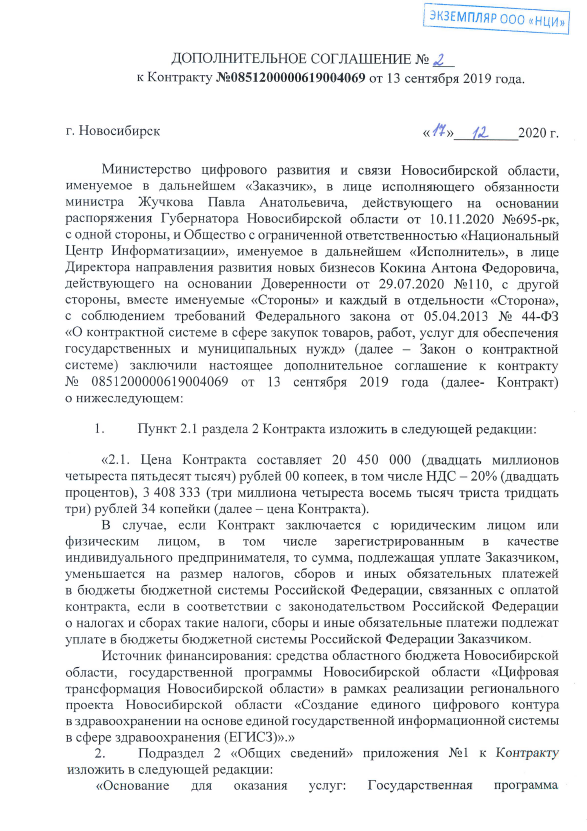 ЭКЗЕМПЛЯР ООО «НЦИ»
ДОПОЛНИТЕЛЬНОЕ СОГЛАШЕНИЕ № 2
к Контракту №0851200000619004069 от 13 сентября 2019 года.
г. Новосибирск «17» 12 2020 г.
Министерство цифрового развития и связи Новосибирской области,
именуемое в дальнейшем «Заказчик», в лице исполняющего обязанности
министра Жучкова Павла Анатольевича, действующего на основании
распоряжения Губернатора Новосибирской области от 10.11.2020 №695-рк,
с одной стороны, и Общество с ограниченной ответственностью «Национальный
Центр Информатизации», именуемое в дальнейшем «Исполнитель», в лице
Директора направления развития новых бизнесов Кокина Антона Федоровича,
действующего на основании Доверенности от 29.07.2020 №110, с другой
стороны, вместе именуемые «Стороны» и каждый в отдельности «Сторона»,
с соблюдением требований Федерального закона от 05.04.2013 № 44-ФЗ
«О контрактной системе в сфере закупок товаров, работ, услуг для обеспечения
государственных и муниципальных нужд» (далее – Закон о контрактной
системе) заключили настоящее дополнительное соглашение к контракту
№ 0851200000619004069 от 13 сентября 2019 года (далее- Контракт)
о нижеследующем:
1. Пункт 2.1 раздела 2 Контракта изложить в следующей редакции:
«2.1. Цена Контракта составляет 20 450 000 (двадцать миллионов
четыреста пятьдесят тысяч) рублей 00 копеек, в том числе НДС – 20% (двадцать
процентов), 3 408 333 (три миллиона четыреста восемь тысяч триста тридцать
три) рублей 34 копейки (далее – цена Контракта).
В случае, если Контракт заключается с юридическим лицом или
физическим лицом, в том числе зарегистрированным в качестве
индивидуального предпринимателя, то сумма, подлежащая уплате Заказчиком,
уменьшается на размер налогов, сборов и иных обязательных платежей
в бюджеты бюджетной системы Российской Федерации, связанных с оплатой
контракта, если в соответствии с законодательством Российской Федерации
о налогах и сборах такие налоги, сборы и иные обязательные платежи подлежат
уплате в бюджеты бюджетной системы Российской Федерации Заказчиком.
Источник финансирования: средства областного бюджета Новосибирской
области, государственной программы Новосибирской области «Цифровая
трансформация Новосибирской области» в рамках реализации регионального
проекта Новосибирской области «Создание единого цифрового контура
в здравоохранении на основе единой государственной информационной системы
в сфере здравоохранения (ЕГИСЗ)».»
2. Подраздел 2 «Общих сведений» приложения №1 к Контракту
изложить в следующей редакции:
«Основание для оказания услуг: Государственная программа